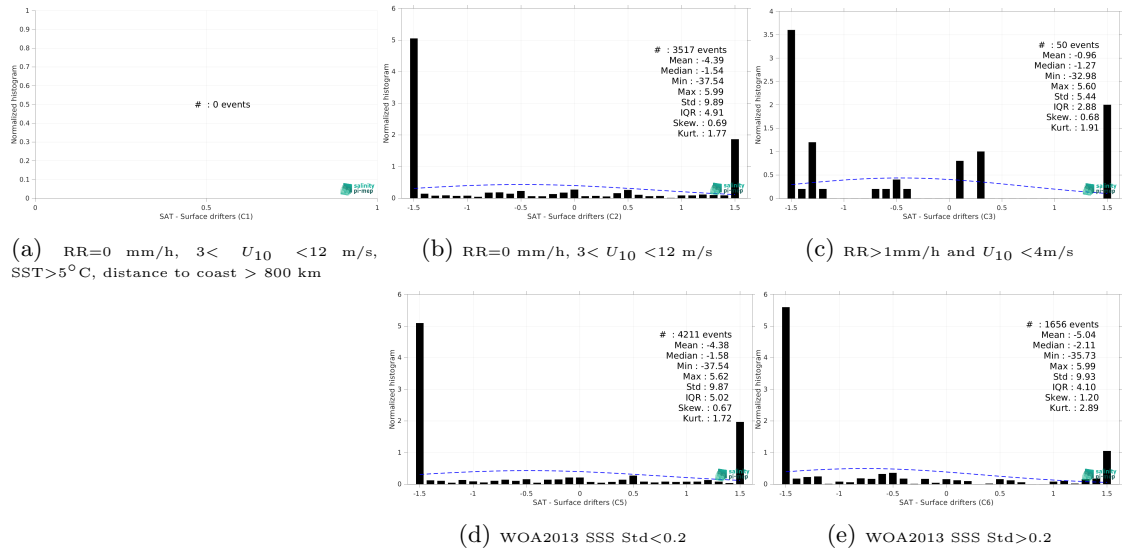 1
0.9
0.8
0.7
0.6
0.5
0.4
0.3
0.2
0.1
0
Normalized histogram
# : 0 events
salinity
pi-mep
0 0.5 1
SAT - Surface drifters (C1)
(a) RR=0 mm/h, 3< U10 <12 m/s,
SST>5°C, distance to coast > 800 km
6
5
4
3
2
1
0
Normalized histogram
# : 3517 events
Mean : -4.39
Median : -1.54
Min : -37.54
Max : 5.99
Std : 9.89
IQR : 4.91
Skew. : 0.69
Kurt. : 1.77
salinity
pi-mep
-1.5 -1 -0.5 0 0.5 1 1.5
SAT - Surface drifters (C2)
(b) RR=0 mm/h, 3< U10 <12 m/s
4
3.5
3
2.5
2
1.5
1
0.5
0
Normalized histogram
# : 50 events
Mean : -0.96
Median : -1.27
Min : -32.98
Max : 5.60
Std : 5.44
IQR : 2.88
Skew. : 0.68
Kurt. : 1.91
salinity
pi-mep
-1.5 -1 -0.5 0 0.5 1 1.5
SAT - Surface drifters (C3)
(c) RR>1mm/h and U10 <4m/s
6
5
4
3
2
1
0
Normalized histogram
# : 4211 events
Mean : -4.38
Median : -1.58
Min : -37.54
Max : 5.62
Std : 9.87
IQR : 5.02
Skew. : 0.67
Kurt. : 1.72
salinity
pi-mep
-1.5 -1 -0.5 0 0.5 1 1.5
SAT - Surface drifters (C5)
(d) WOA2013 SSS Std<0.2
6
5
4
3
2
1
0
Normalized histogram
# : 1656 events
Mean : -5.04
Median : -2.11
Min : -35.73
Max : 5.99
Std : 9.93
IQR : 4.10
Skew. : 1.20
Kurt. : 2.89
salinity
pi-mep
-1.5 -1 -0.5 0 0.5 1 1.5
SAT - Surface drifters (C6)
(e) WOA2013 SSS Std>0.2